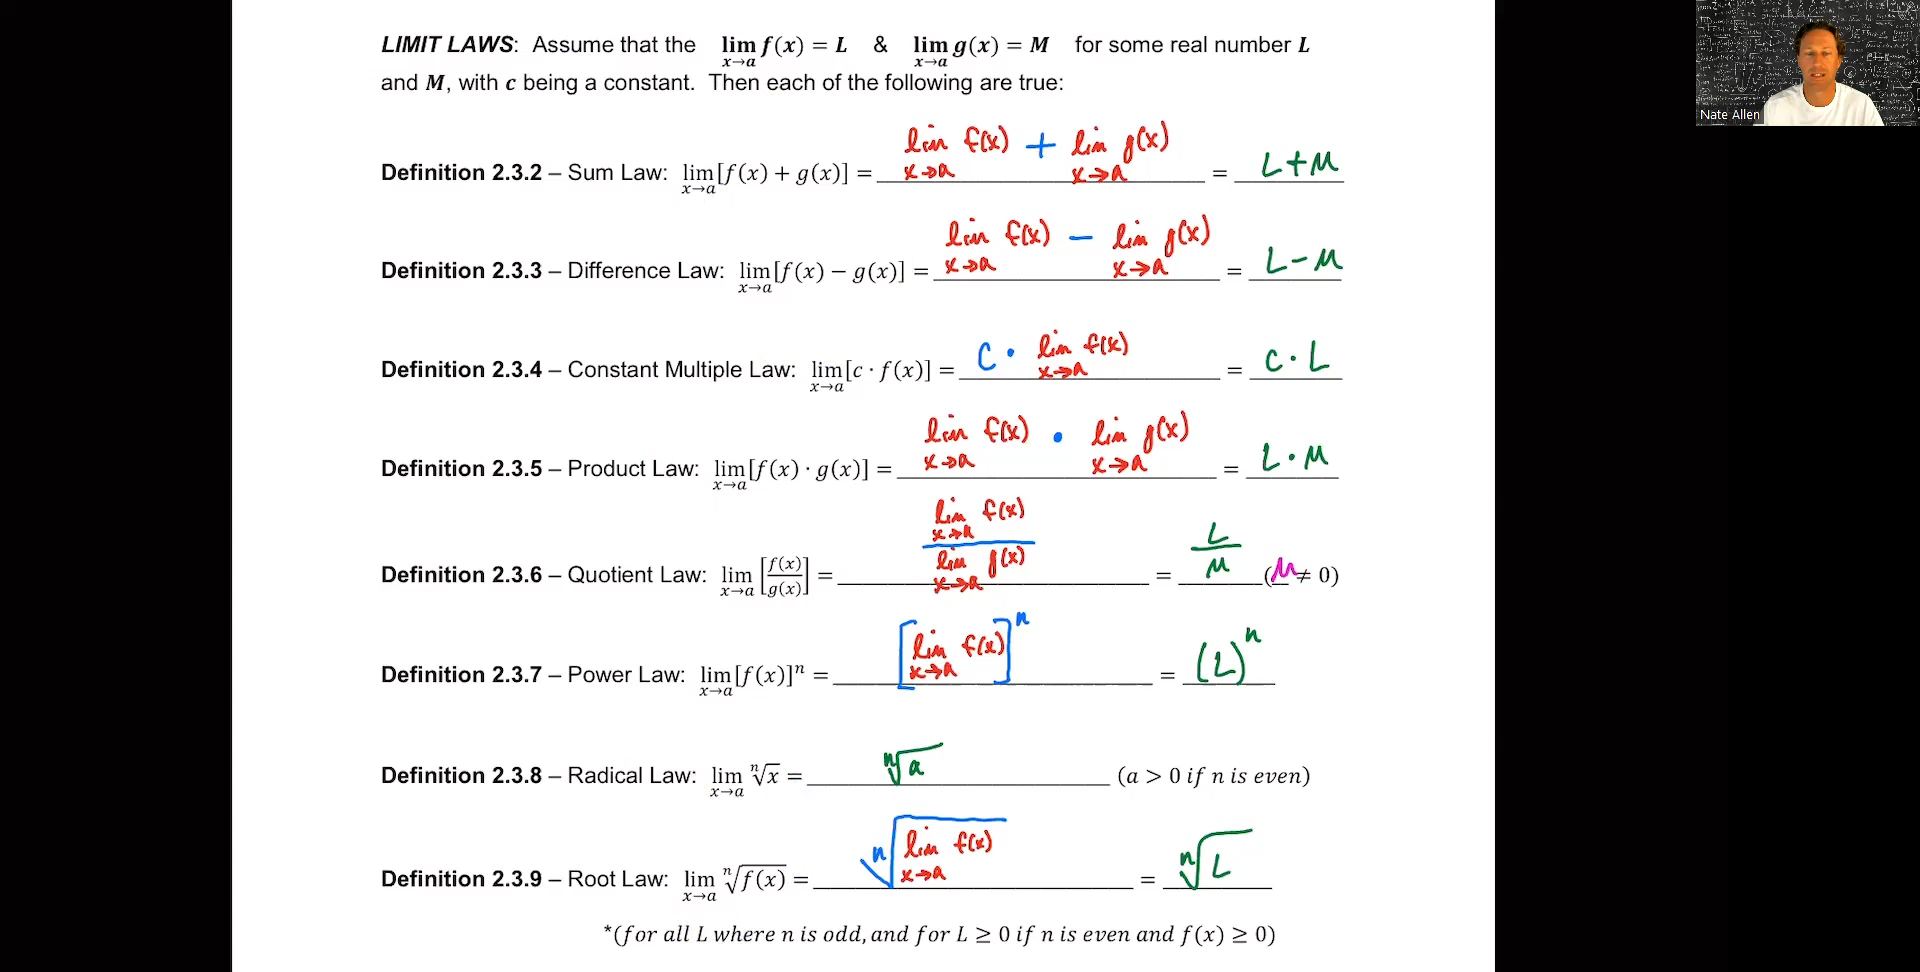 LIMIT LAWS: Assume that the lim x→a f(x) = L & lim x→a g(x) = M for some real number L
and M, with c being a constant. Then each of the following are true:
Definition 2.3.2 – Sum Law: lim x→a [f(x) + g(x)] = lim x→a f(x) + lim x→a g(x) = L+M
Definition 2.3.3 – Difference Law: lim x→a [f(x) − g(x)] = lim x→a f(x) − lim x→a g(x) = L−M
Definition 2.3.4 – Constant Multiple Law: lim x→a [c · f(x)] = C · lim x→a f(x) = C·L
Definition 2.3.5 – Product Law: lim x→a [f(x) · g(x)] = lim x→a f(x) · lim x→a g(x) = L·M
Definition 2.3.6 – Quotient Law: lim x→a [f(x)/g(x)] = lim x→a f(x) / lim x→a g(x) = L/M (M ≠ 0)
Definition 2.3.7 – Power Law: lim x→a [f(x)]ⁿ = [lim x→a f(x)]ⁿ = (L)ⁿ
Definition 2.3.8 – Radical Law: lim x→a ⁿ√x = ⁿ√a (a > 0 if n is even)
Definition 2.3.9 – Root Law: lim x→a ⁿ√f(x) = ⁿ√lim x→a f(x) = ⁿ√L
*(for all L where n is odd, and for L ≥ 0 if n is even and f(x) ≥ 0)
Nate Allen